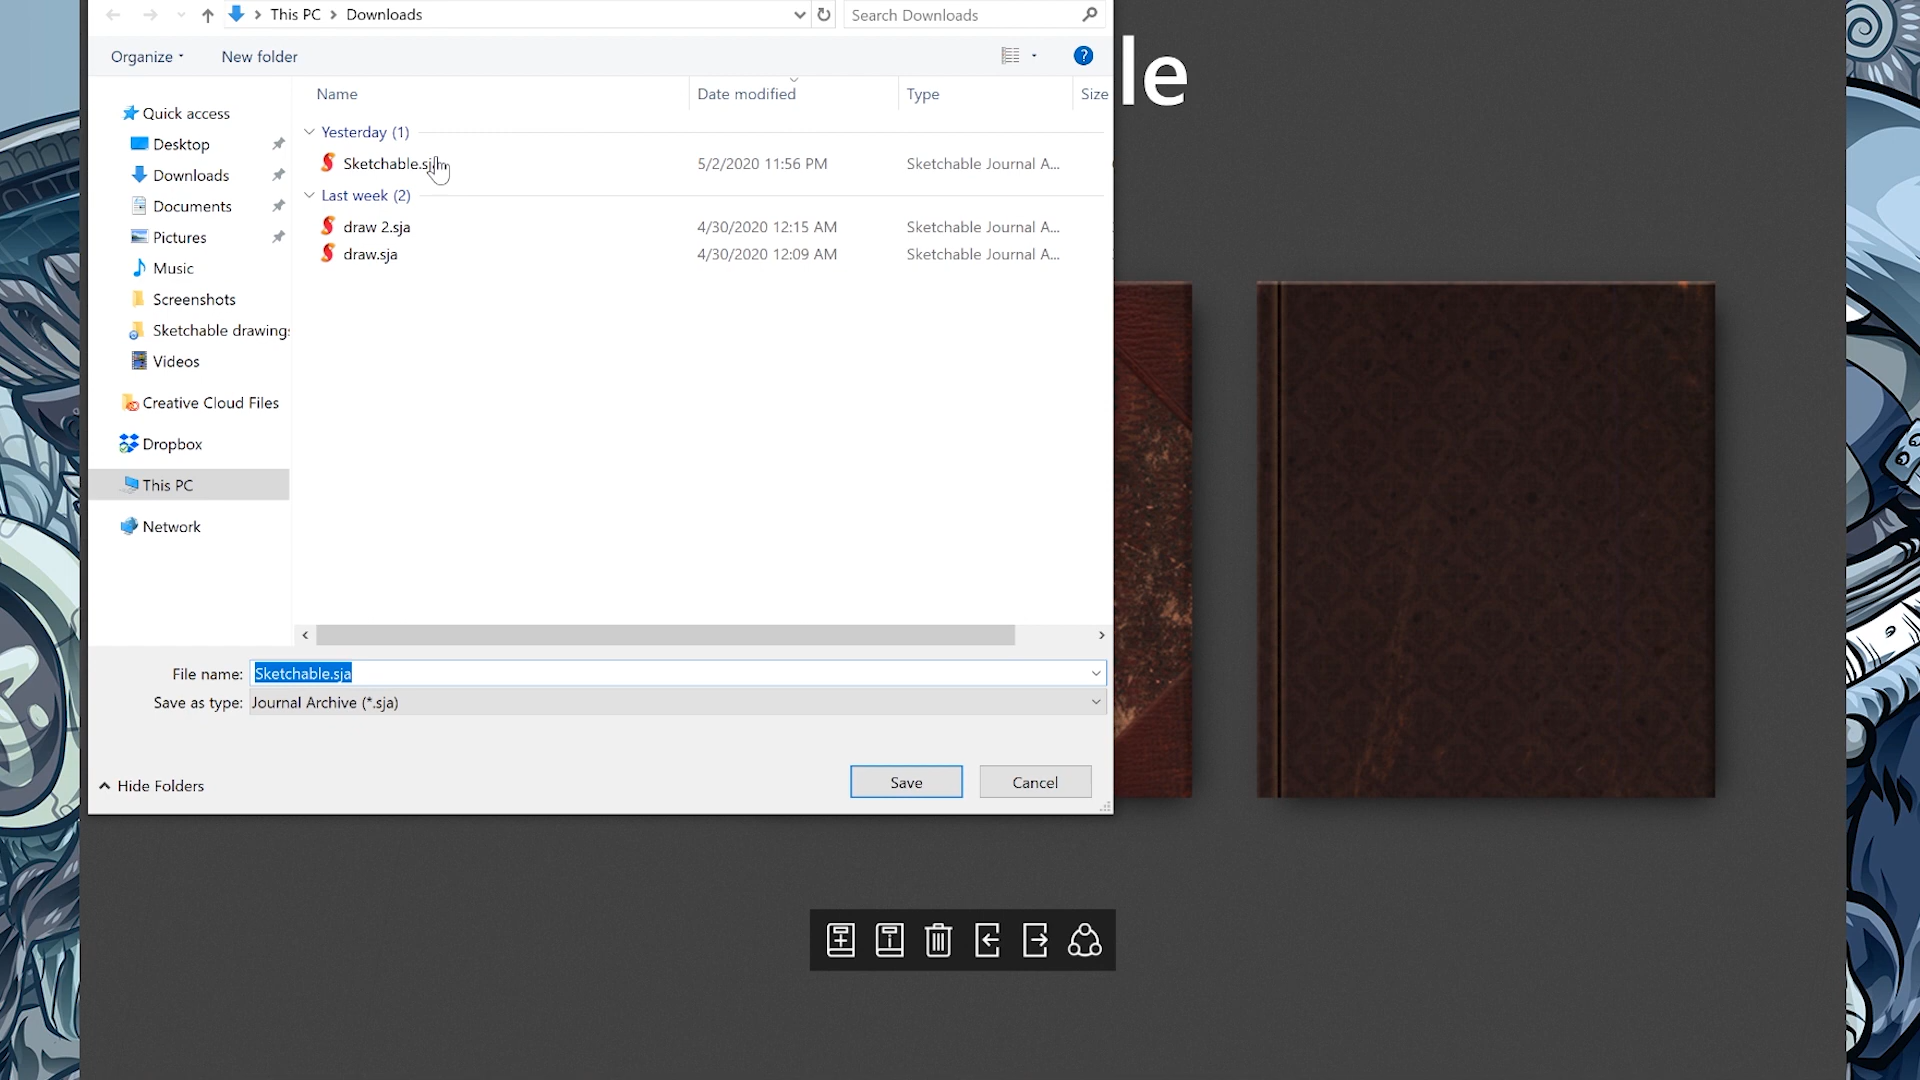 This PC > Downloads
Search Downloads
Organize
New folder
?
Name
Date modified
Type
Size
le
Yesterday (1)
5/2/2020 11:56 PM
Sketchable Journal A...
Last week (2)
draw 2.sja
4/30/2020 12:15 AM
Sketchable Journal A...
draw.sja
4/30/2020 12:09 AM
Sketchable Journal A...
Quick access
Desktop
Downloads
Documents
Pictures
Music
Screenshots
Sketchable drawings
Videos
Creative Cloud Files
Dropbox
This PC
Network
File name: Sketchable.sja
Save as type: Journal Archive (*.sja)
Hide Folders
Save
Cancel